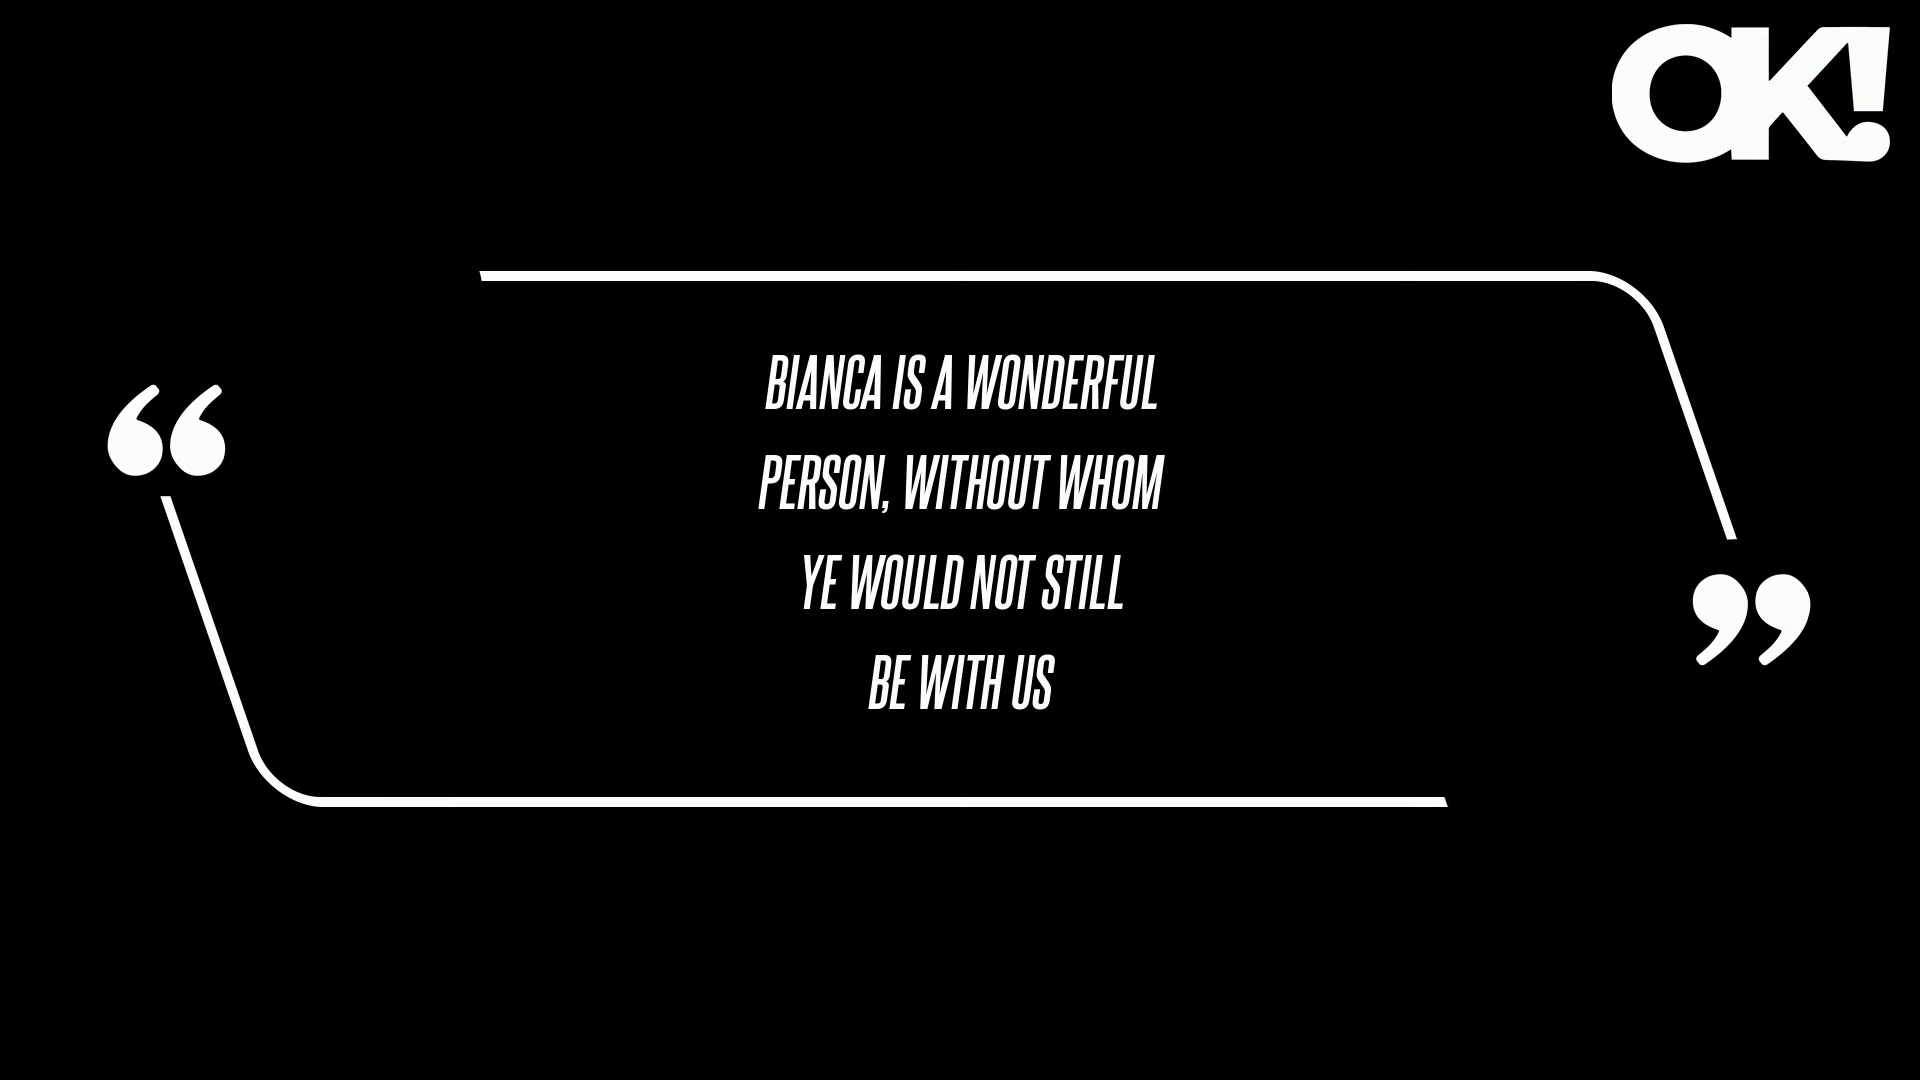 OK!
BIANCA IS A WONDERFUL
PERSON, WITHOUT WHOM
YE WOULD NOT STILL
BE WITH US